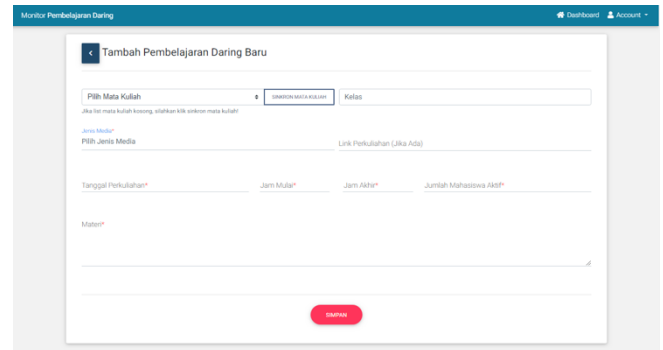 Monitor Pembelajaran Daring Dashboard Account
Tambah Pembelajaran Daring Baru
Pilih Mata Kuliah SINKRON MATA KULIAH Kelas
Jika list mata kuliah kosong, silahkan klik sinkron mata kuliah!
Jenis Media*
Pilih Jenis Media Link Perkuliahan (Jika Ada)
Tanggal Perkuliahan* Jam Mulai* Jam Akhir* Jumlah Mahasiswa Aktif*
Materi*
SIMPAN